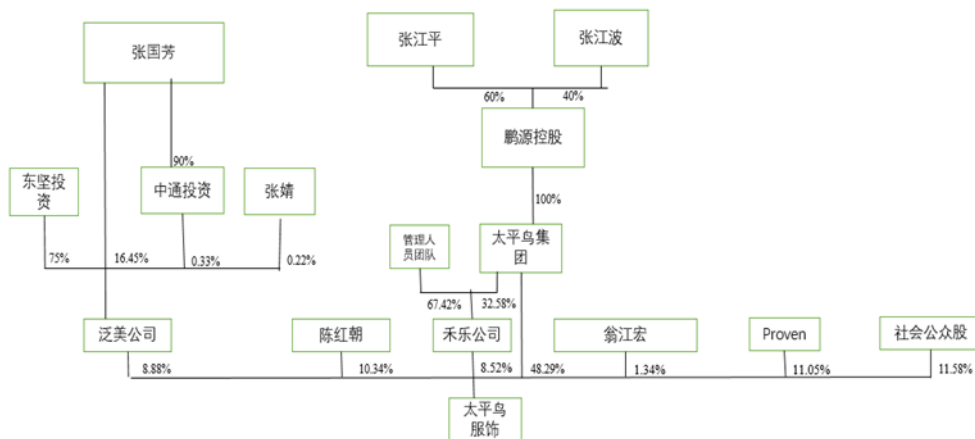 张国芳
张江平
张江波
60%
40%
鹏源控股
90%
东坚投
资
中通投资
张婧
100%
管理人
员团队
太平鸟集
团
75%
16.45%
0.33%
0.22%
67.42%
32.58%
泛美公司
陈红朝
禾乐公司
翁江宏
Proven
社会公众股
8.88%
10.34%
8.52%
48.29%
1.34%
11.05%
11.58%
太平鸟
服饰